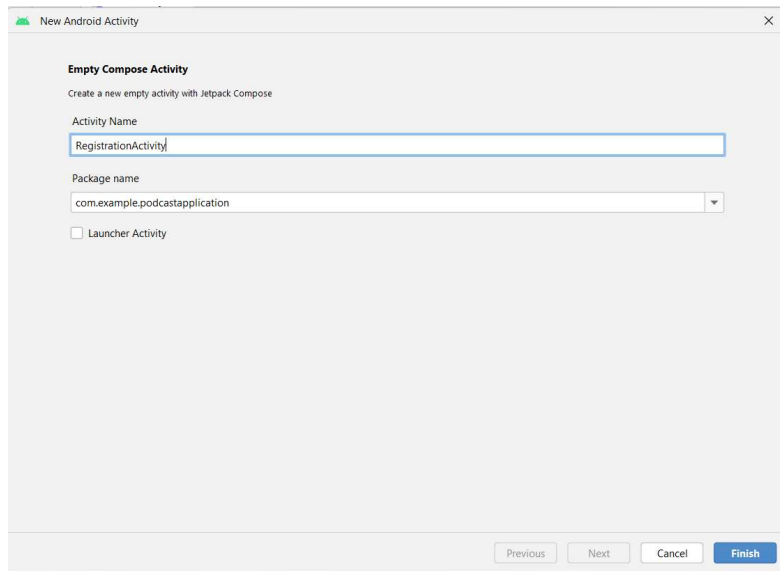 New Android Activity
Empty Compose Activity
Create a new empty activity with Jetpack Compose
Activity Name
RegistrationActivity
Package name
com.example.podcastapplication
Launcher Activity
Previous Next Cancel Finish